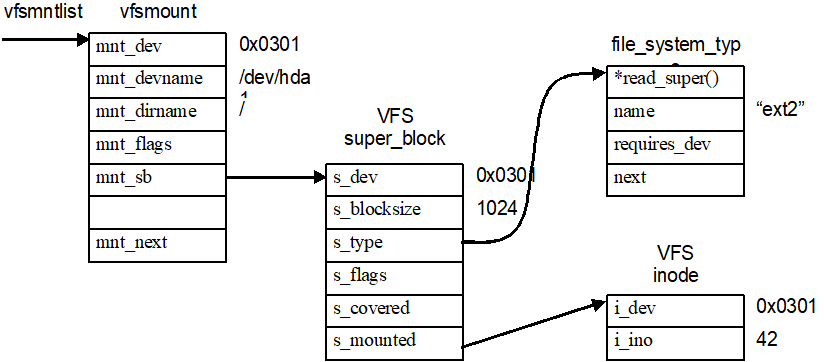 vfsmntlist
vfsmount
mnt_dev
0x0301
mnt_devname
/dev/hda
1
mnt_dirname
/
mnt_flags
mnt_sb
mnt_next
VFS
super_block
s_dev
0x0301
s_blocksize
1024
s_type
s_flags
s_covered
s_mounted
file_system_typ
e
*read_super()
name
“ext2”
requires_dev
next
VFS
inode
i_dev
0x0301
i_ino
42